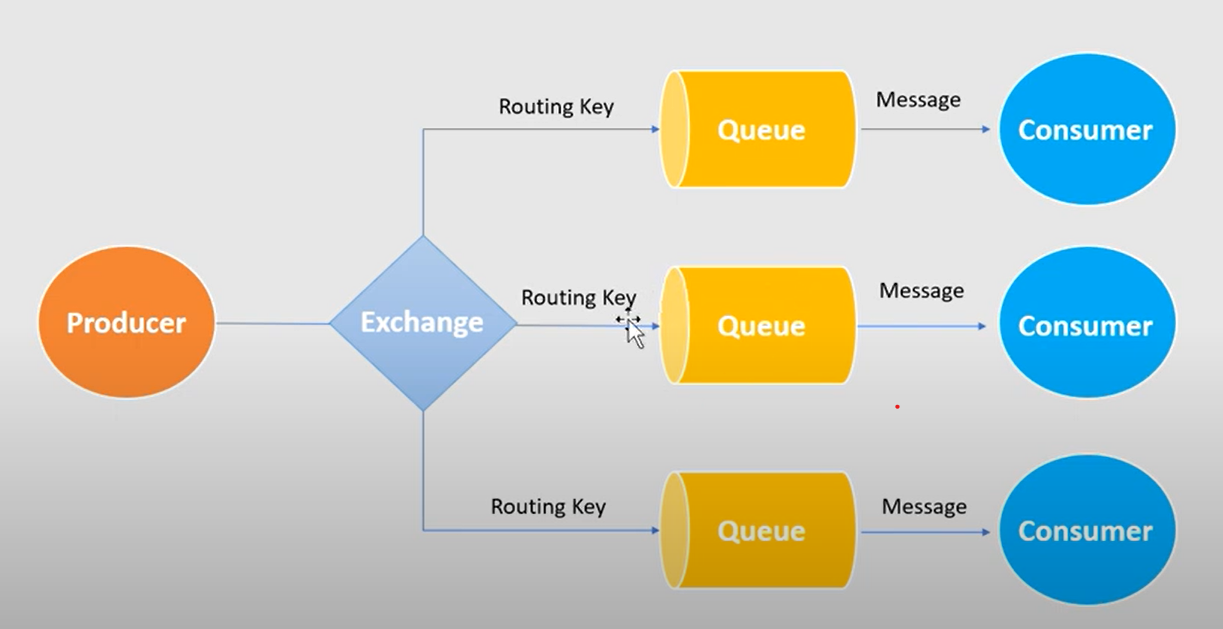 Routing Key
Queue
Message
Consumer
Producer
Exchange
Routing Key
Queue
Message
Consumer
Routing Key
Queue
Message
Consumer